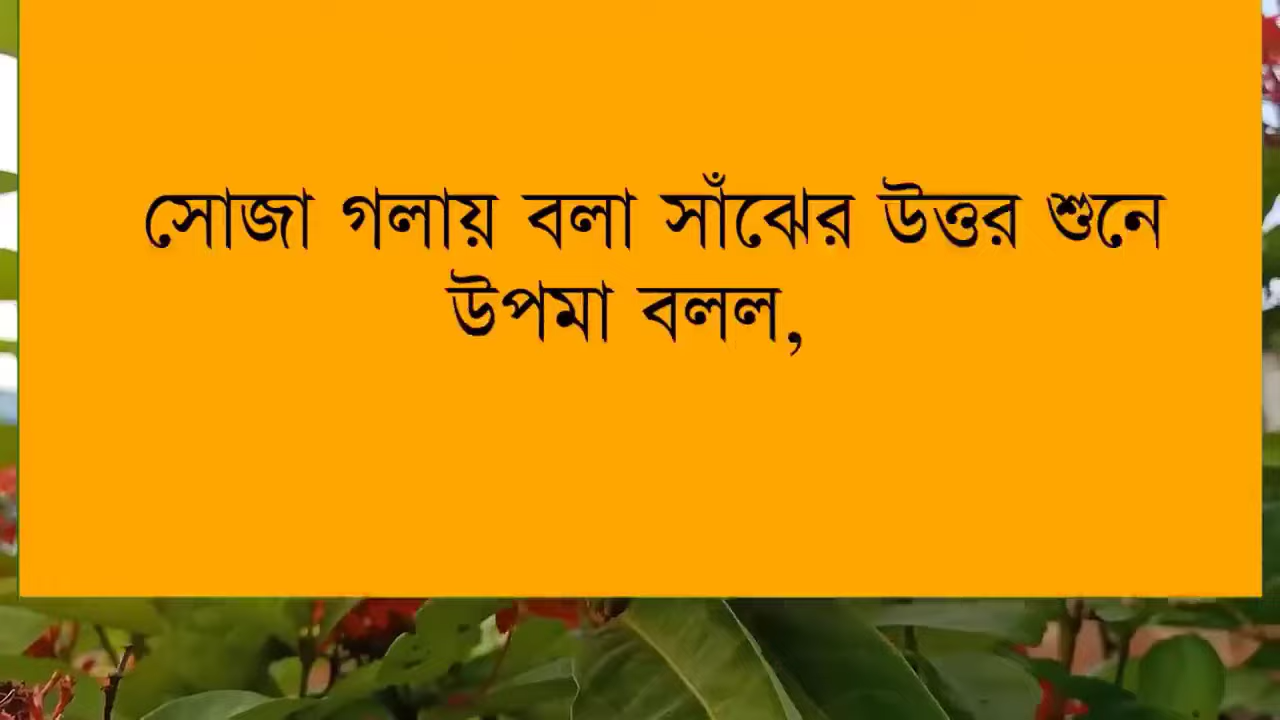 সোজা গলায় বলা সাঁঝের উত্তর শুনে
উপমা বলল,